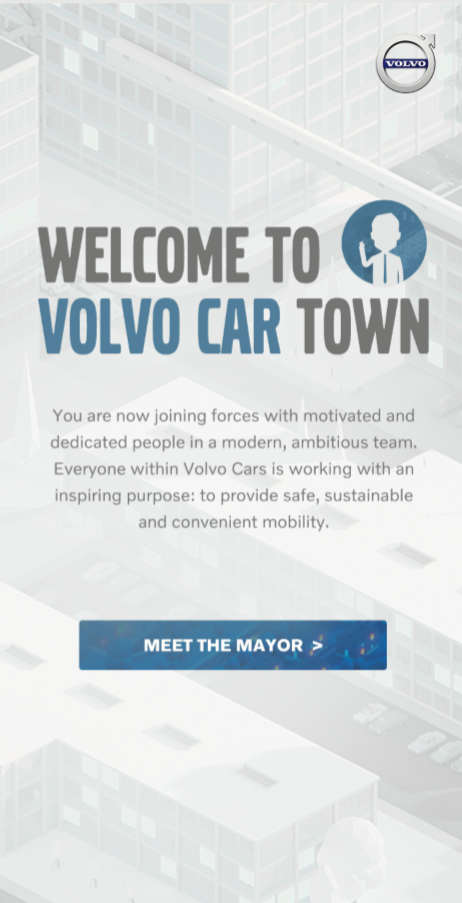 VOLVO
WELCOME TO
VOLVO CAR TOWN
You are now joining forces with motivated and
dedicated people in a modern, ambitious team.
Everyone within Volvo Cars is working with an
inspiring purpose: to provide safe, sustainable
and convenient mobility.
MEET THE MAYOR >